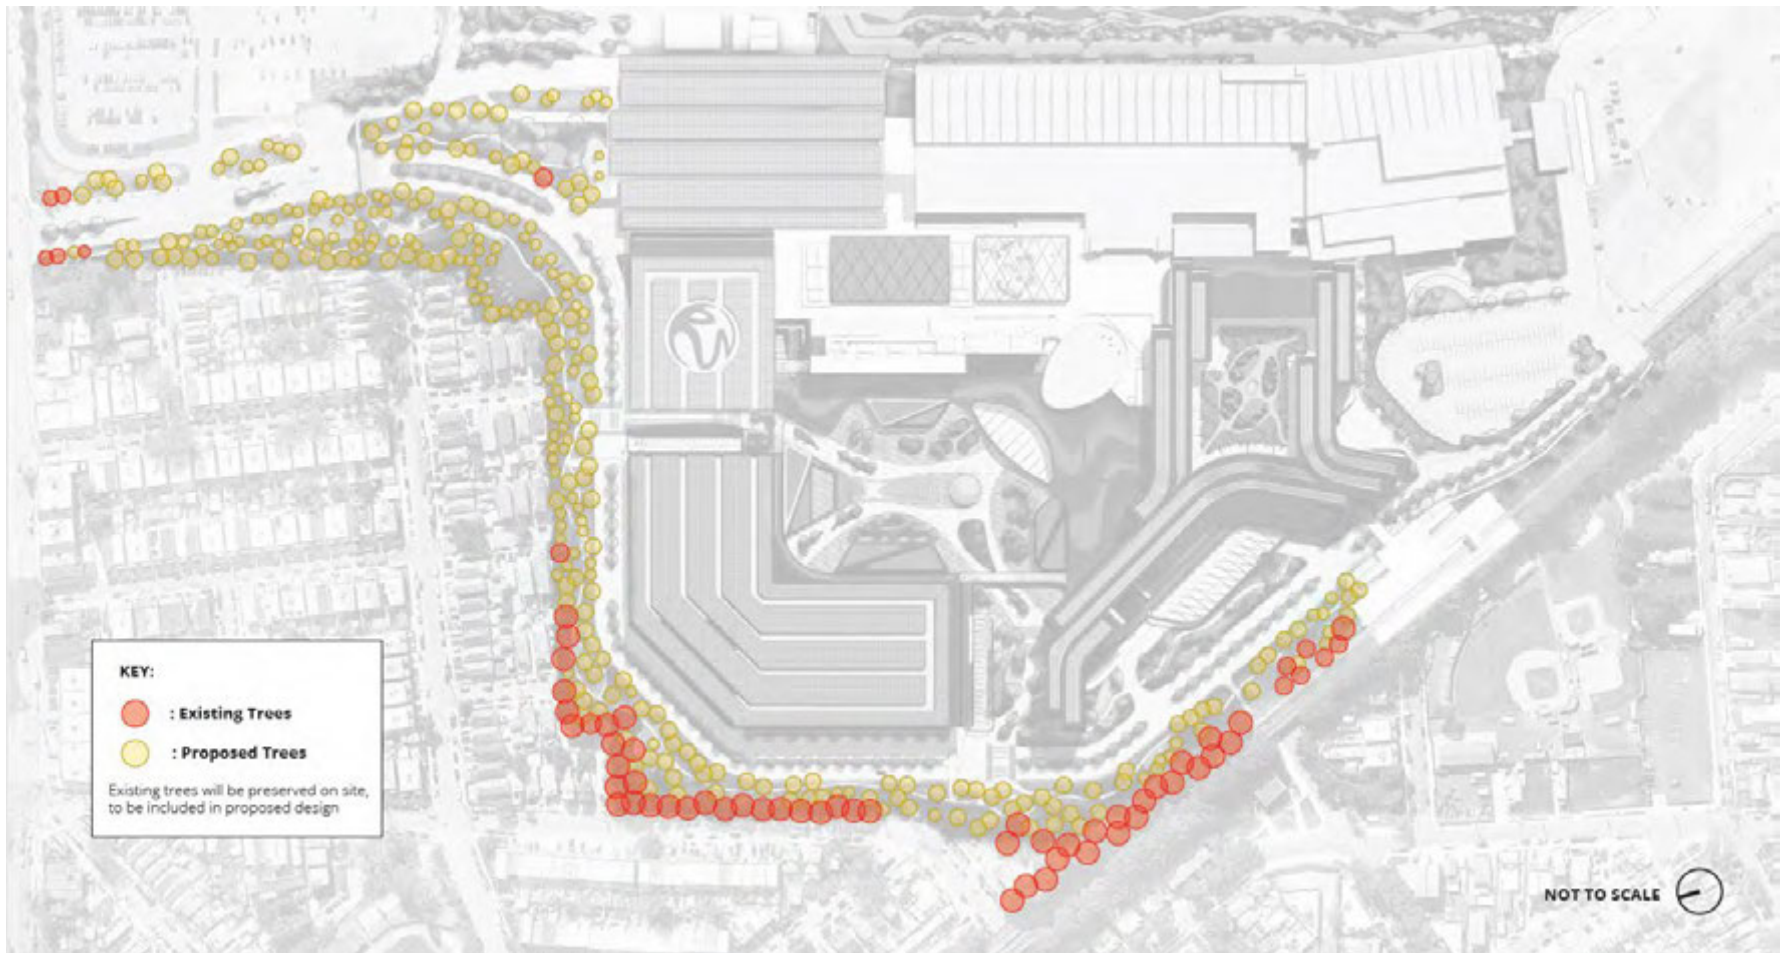 KEY:
: Existing Trees
: Proposed Trees
Existing trees will be preserved on site,
to be included in proposed design
NOT TO SCALE